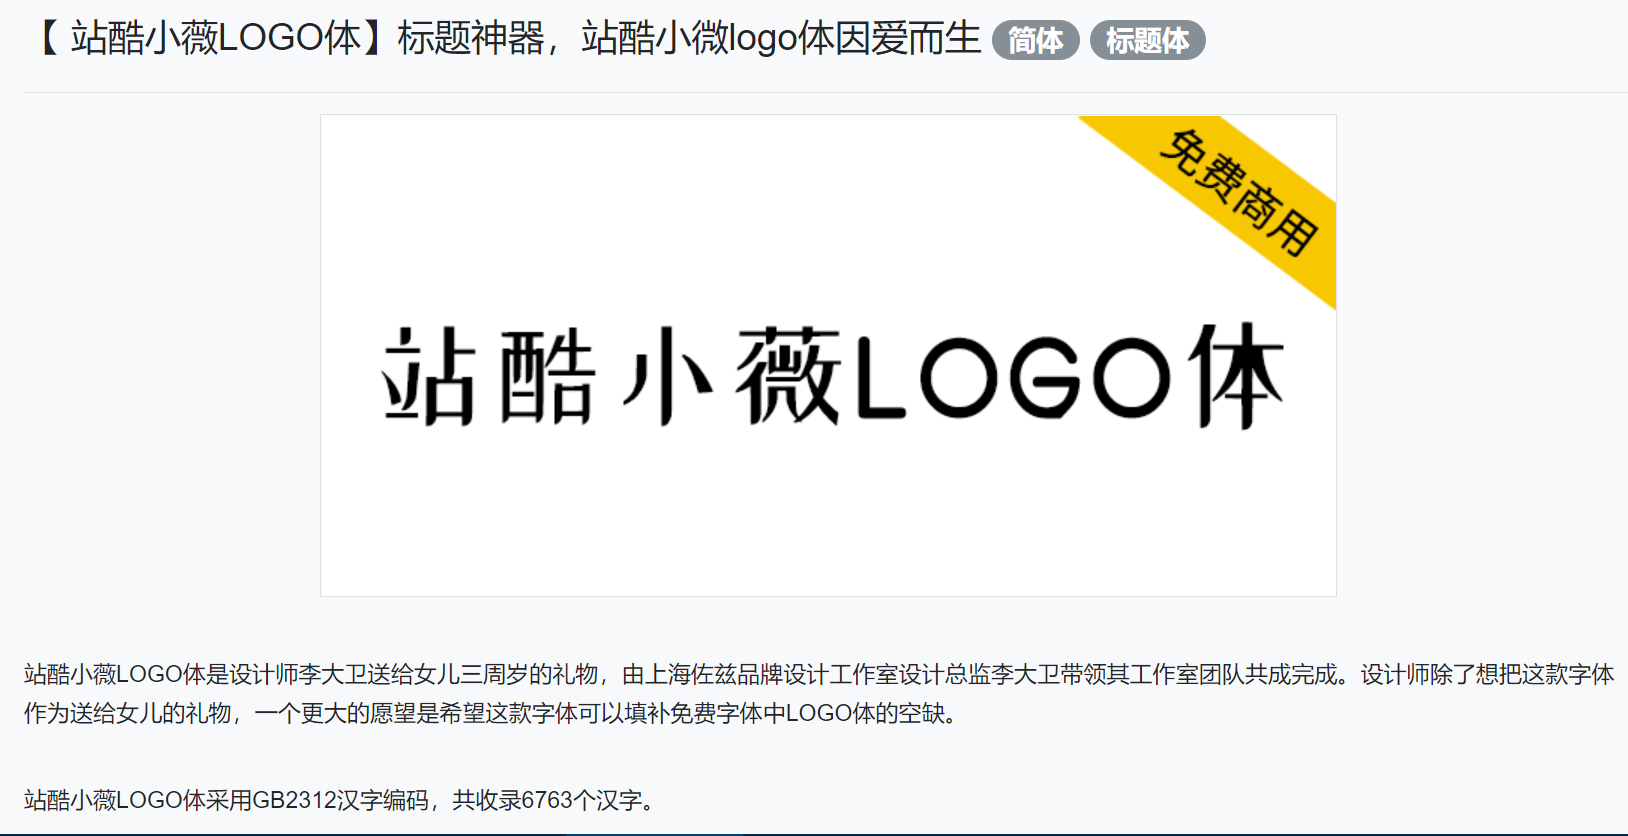 【 站酷小薇LOGO体】标题神器，站酷小微logo体因爱而生 简体 标题体
免费商用
站酷小薇LOGO体
站酷小薇LOGO体是设计师李大卫送给女儿三周岁的礼物，由上海佐兹品牌设计工作室设计总监李大卫带领其工作室团队共成完成。设计师除了想把这款字体
作为送给女儿的礼物，一个更大的愿望是希望这款字体可以填补免费字体中LOGO体的空缺。
站酷小薇LOGO体采用GB2312汉字编码，共收录6763个汉字。